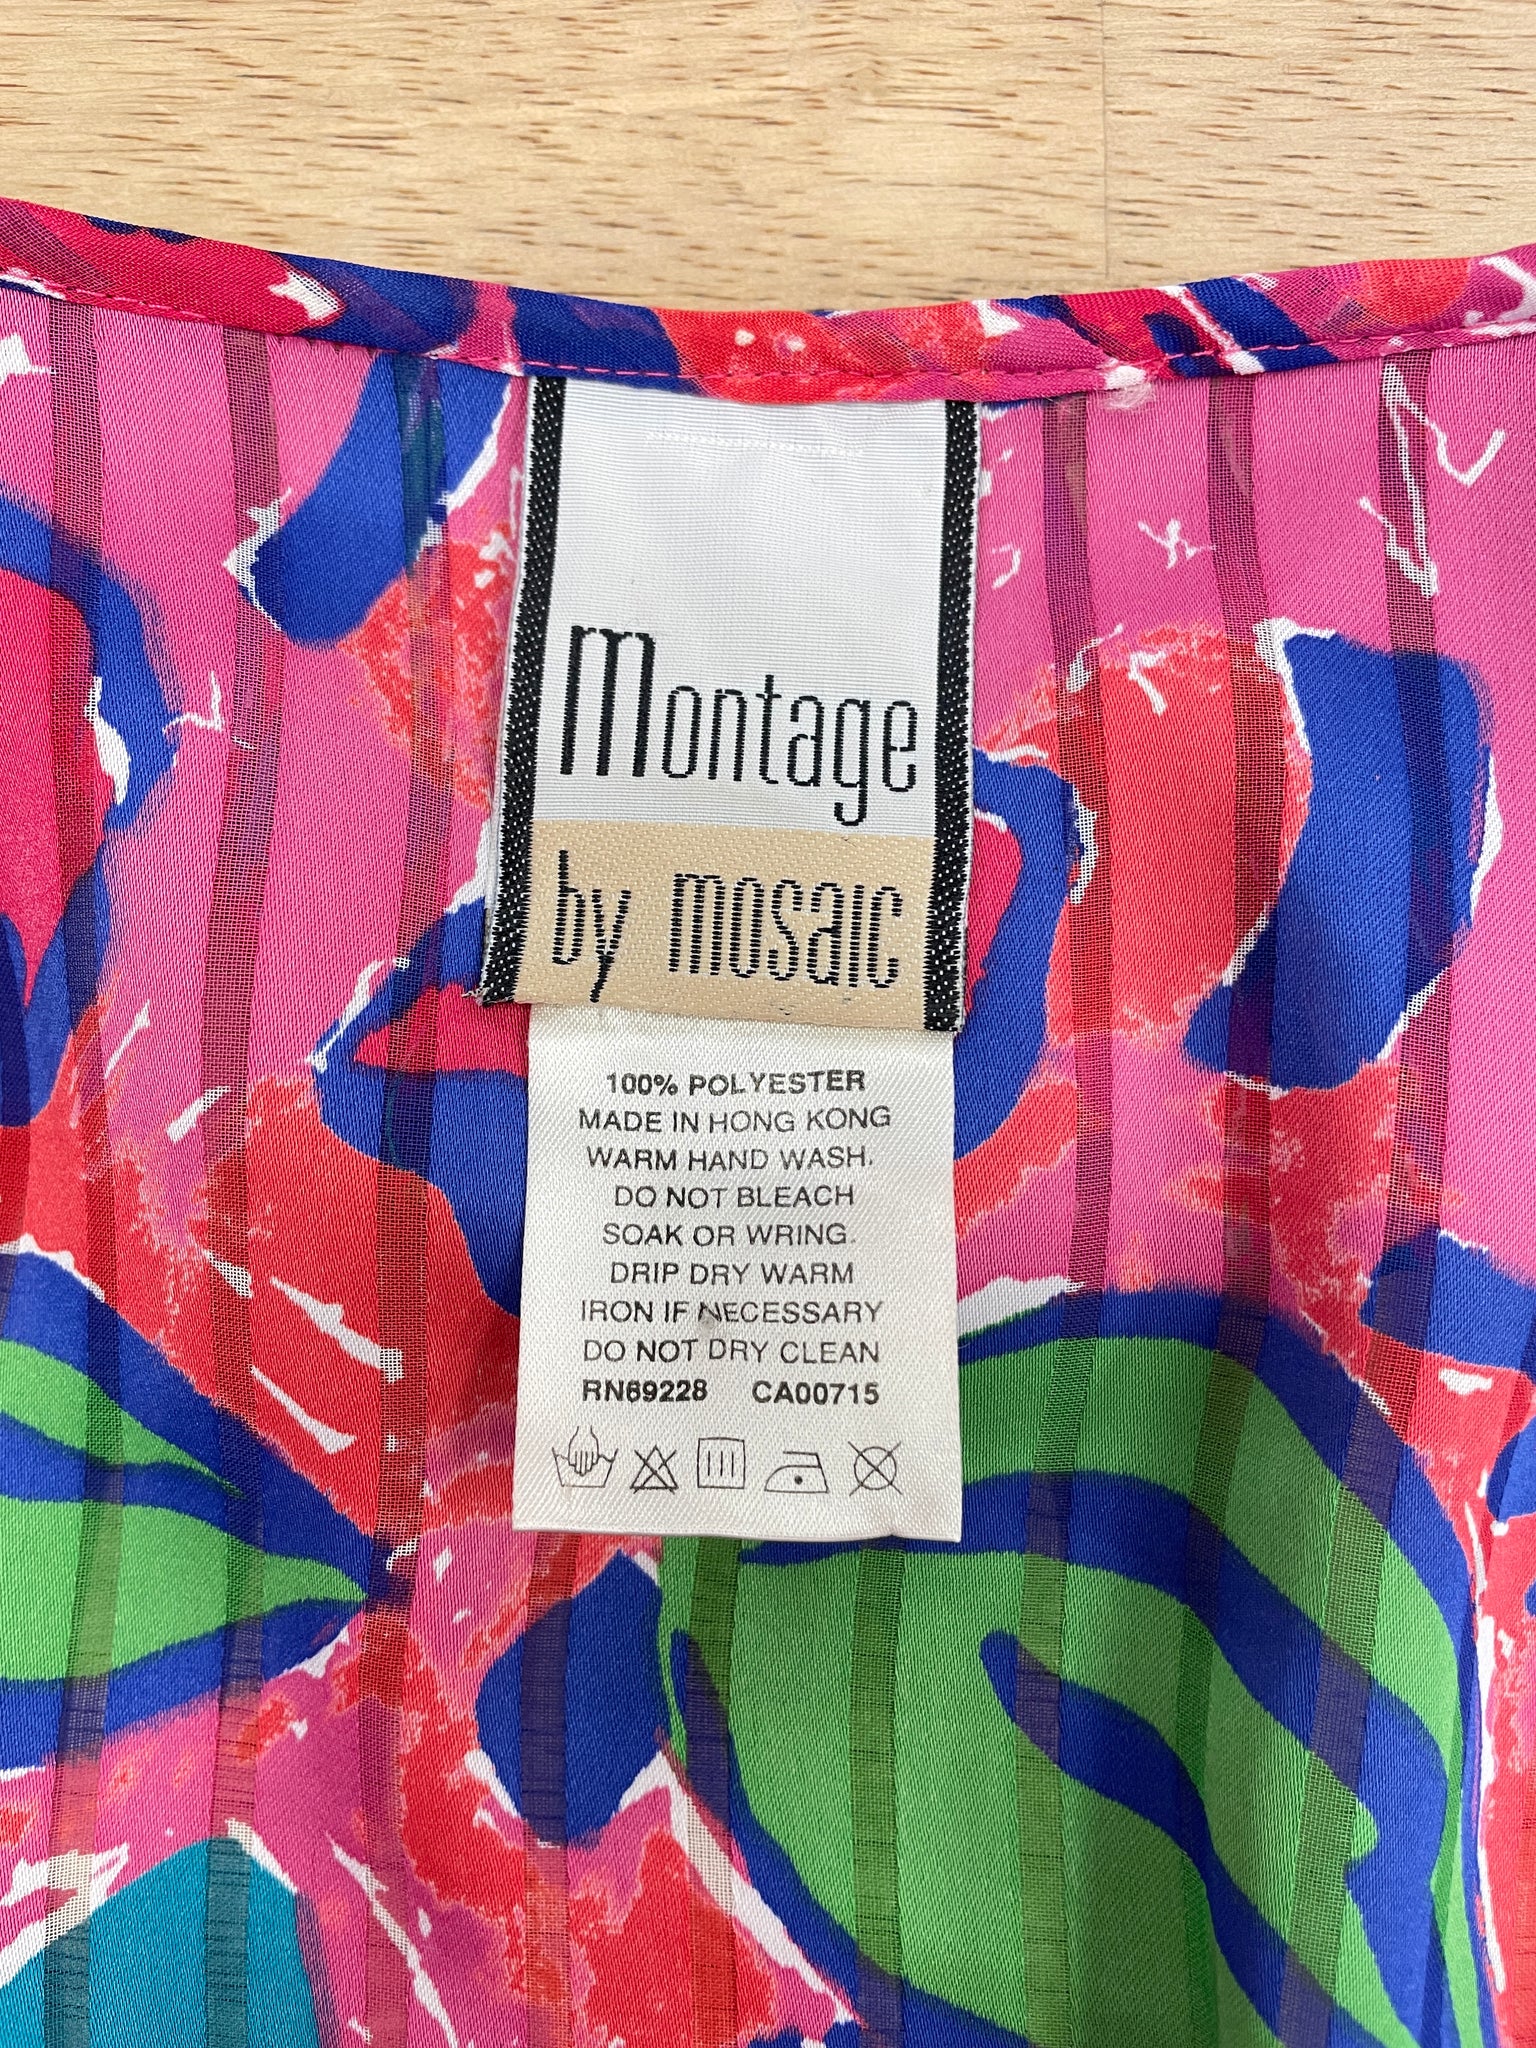 Montage
by mosaic
100% POLYESTER
MADE IN HONG KONG
WARM HAND WASH.
DO NOT BLEACH
SOAK OR WRING.
DRIP DRY WARM
IRON IF NECESSARY
DO NOT DRY CLEAN
RN69228 CA00715